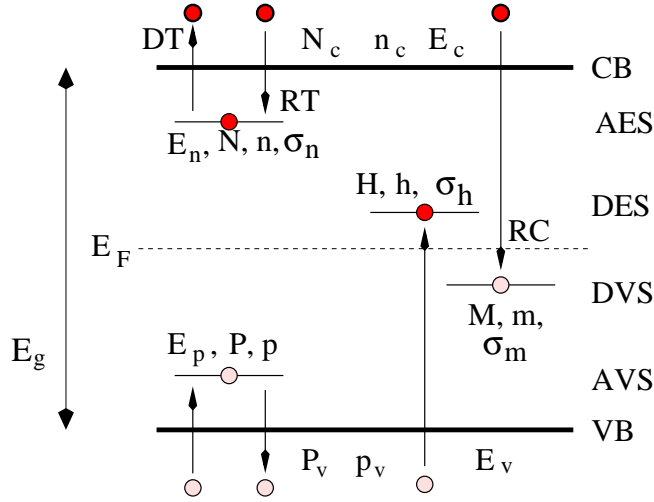 DT N_c n_c E_c
CB
RT
AES
E_n, N, n, σ_n
H, h, σ_h
DES
E_F
RC
DVS
M, m,
σ_m
E_g
E_p, P, p
AVS
VB
P_v p_v E_v